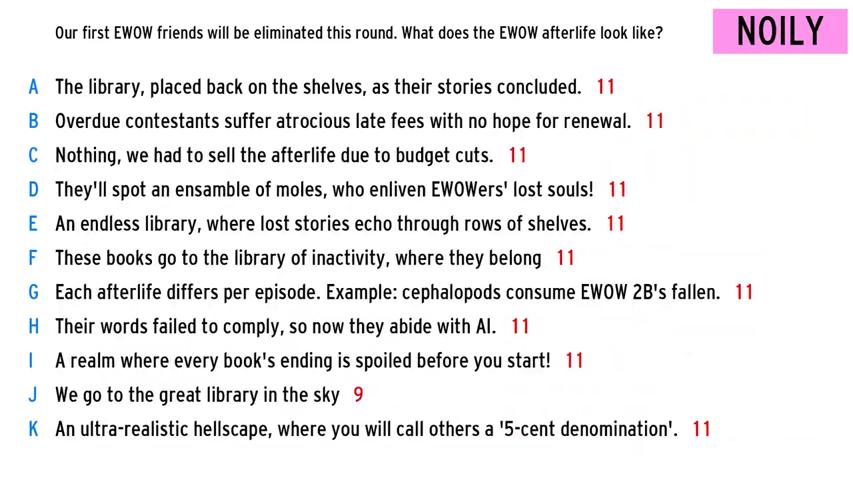 Our first EWOW friends will be eliminated this round. What does the EWOW afterlife look like?
NOILY
A The library, placed back on the shelves, as their stories concluded. 11
B Overdue contestants suffer atrocious late fees with no hope for renewal. 11
C Nothing, we had to sell the afterlife due to budget cuts. 11
D They'll spot an ensamble of moles, who enliven EWOWers' lost souls! 11
E An endless library, where lost stories echo through rows of shelves. 11
F These books go to the library of inactivity, where they belong 11
G Each afterlife differs per episode. Example: cephalopods consume EWOW 2B's fallen. 11
H Their words failed to comply, so now they abide with AI. 11
I A realm where every book's ending is spoiled before you start! 11
J We go to the great library in the sky 9
K An ultra-realistic hellscape, where you will call others a '5-cent denomination'. 11